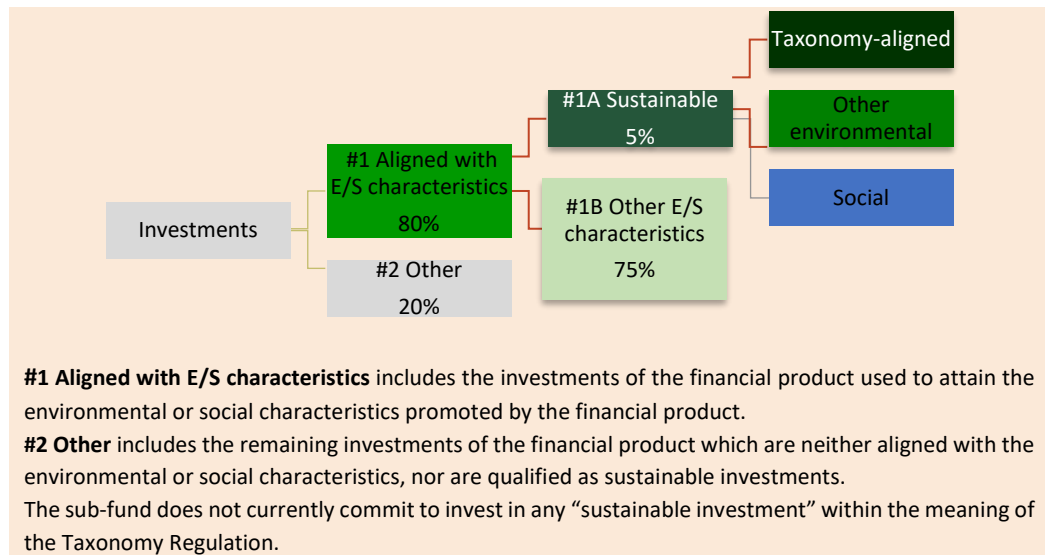 Taxonomy-aligned
#1A Sustainable
5%
Other
environmental
#1 Aligned with
E/S characteristics
80%
Social
#1B Other E/S
characteristics
75%
Investments
#2 Other
20%
#1 Aligned with E/S characteristics includes the investments of the financial product used to attain the
environmental or social characteristics promoted by the financial product.
#2 Other includes the remaining investments of the financial product which are neither aligned with the
environmental or social characteristics, nor are qualified as sustainable investments.
The sub-fund does not currently commit to invest in any “sustainable investment” within the meaning of
the Taxonomy Regulation.